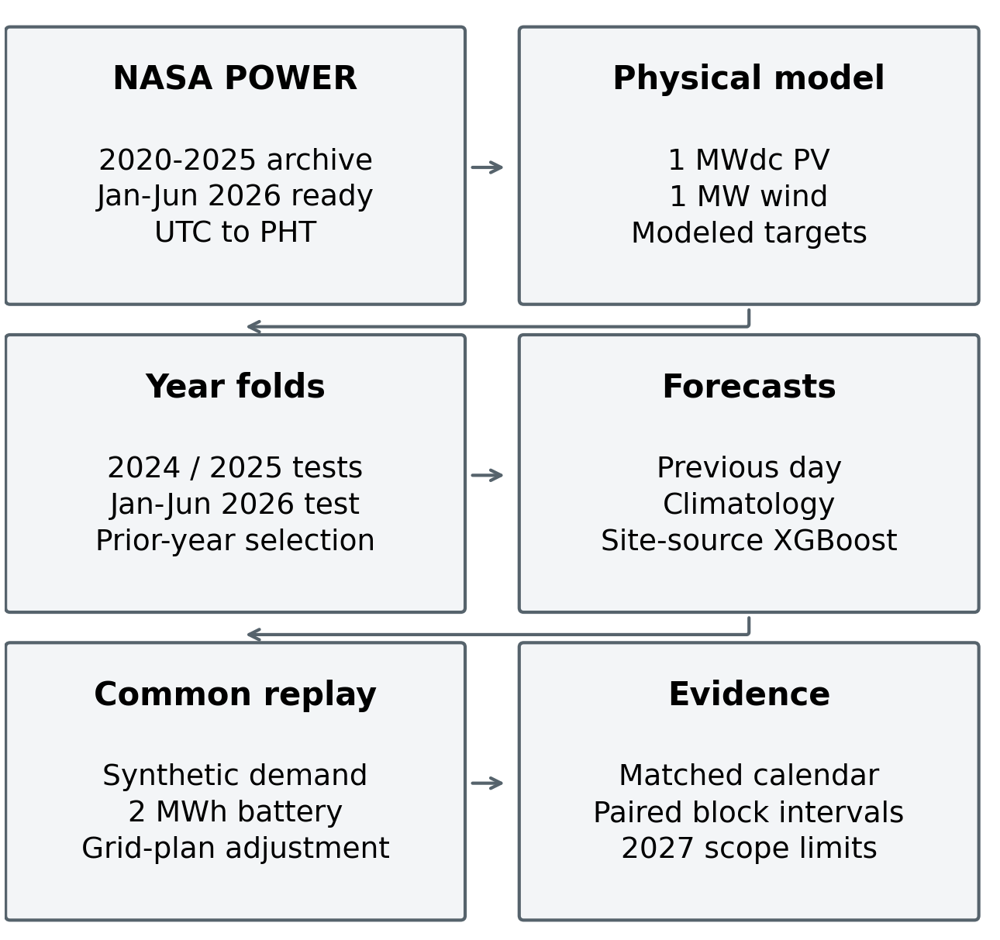 NASA POWER
2020-2025 archive
Jan-Jun 2026 ready
UTC to PHT
Physical model
1 MWdc PV
1 MW wind
Modeled targets
Year folds
2024 / 2025 tests
Jan-Jun 2026 test
Prior-year selection
Forecasts
Previous day
Climatology
Site-source XGBoost
Common replay
Synthetic demand
2 MWh battery
Grid-plan adjustment
Evidence
Matched calendar
Paired block intervals
2027 scope limits